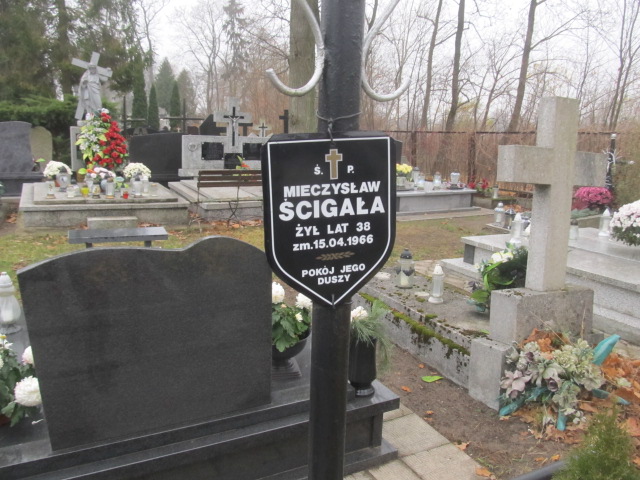 Ś. P.
MIECZYSŁAW
ŚCIGAŁA
ŻYŁ LAT 38
zm.15.04.1966
POKÓJ JEGO
DUSZY